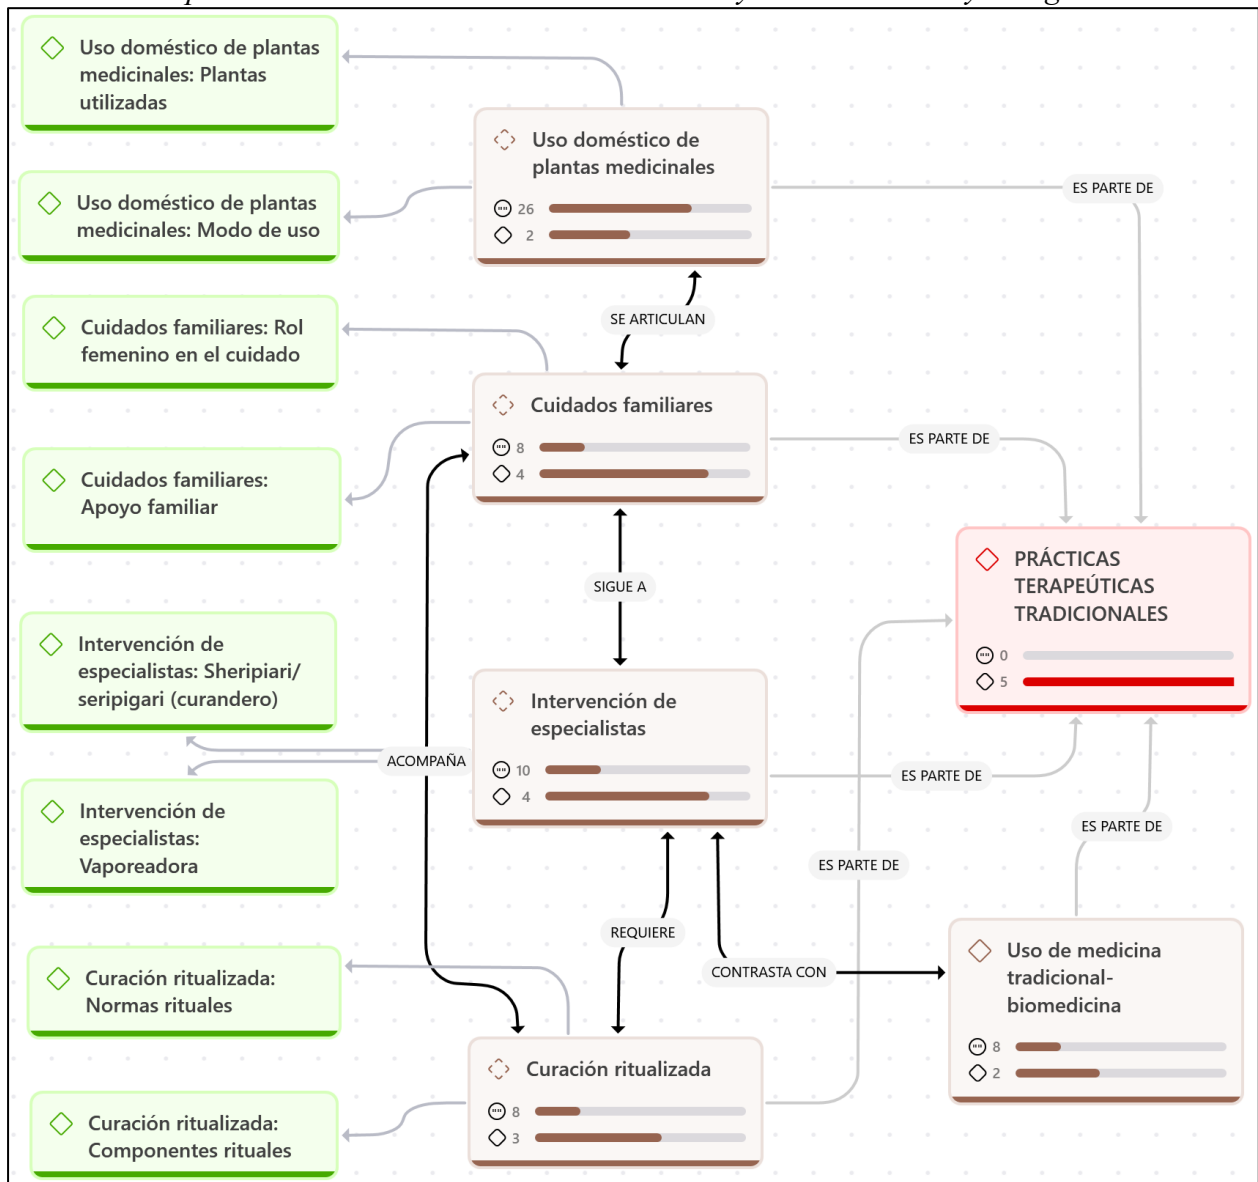 Uso doméstico de plantas
medicinales: Plantas
utilizadas
Uso doméstico de
plantas medicinales
26
2
ES PARTE DE
Uso doméstico de plantas
medicinales: Modo de uso
SE ARTICULAN
Cuidados familiares: Rol
femenino en el cuidado
Cuidados familiares
8
4
ES PARTE DE
Cuidados familiares:
Apoyo familiar
SIGUE A
PRÁCTICAS
TERAPEÚTICAS
TRADICIONALES
0
5
Intervención de
especialistas: Sheripiari/
seripigari (curandero)
Intervención de
especialistas
10
4
ACOMPAÑA
ES PARTE DE
Intervención de
especialistas:
Vaporeadora
ES PARTE DE
ES PARTE DE
REQUIERE
CONTRASTA CON
Uso de medicina
tradicional-
biomedicina
8
2
Curación ritualizada:
Normas rituales
Curación ritualizada
8
3
Curación ritualizada:
Componentes rituales